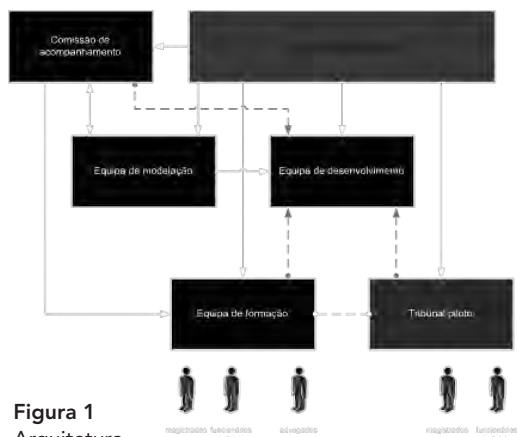 Comissão de
acompanhamento
Equipa de modelação
Equipa de desenvolvimento
Equipa de formação
Tribunal piloto
Figura 1
magistrados funcionários advogados magistrados funcionários
Arquitetura